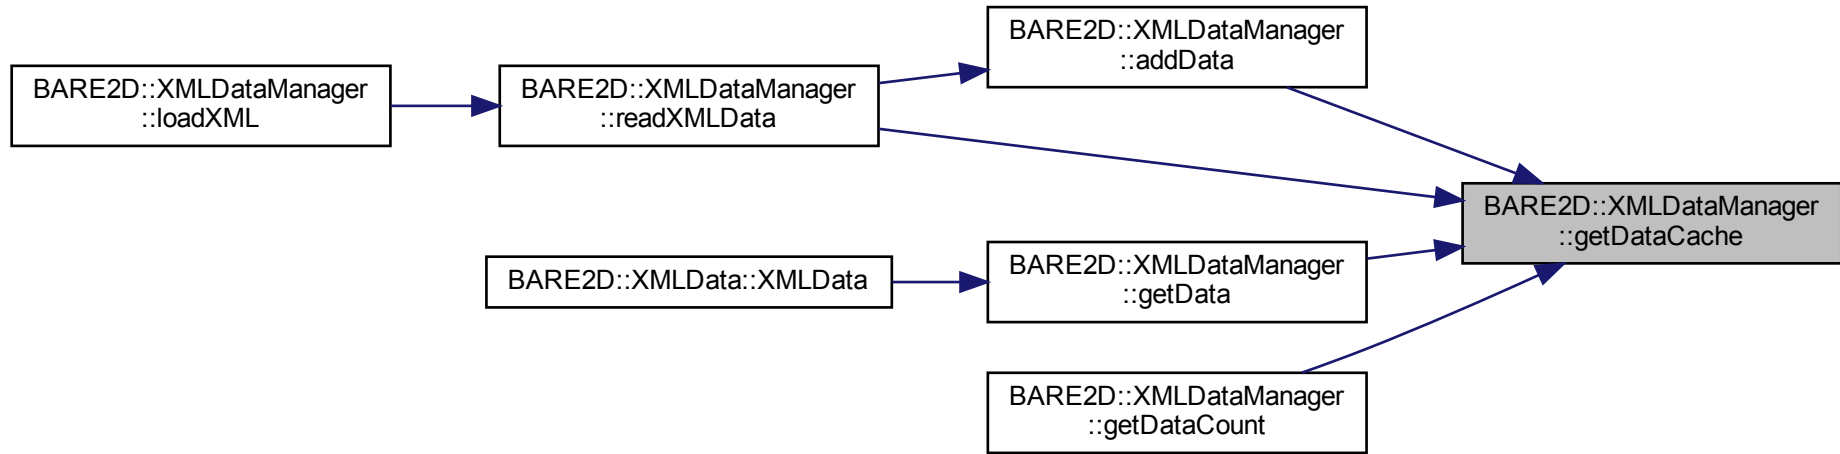 BARE2D::XMLDataManager
::addData
BARE2D::XMLDataManager
::loadXML
BARE2D::XMLDataManager
::readXMLData
BARE2D::XMLDataManager
::getDataCache
BARE2D::XMLData::XMLData
BARE2D::XMLDataManager
::getData
BARE2D::XMLDataManager
::getDataCount